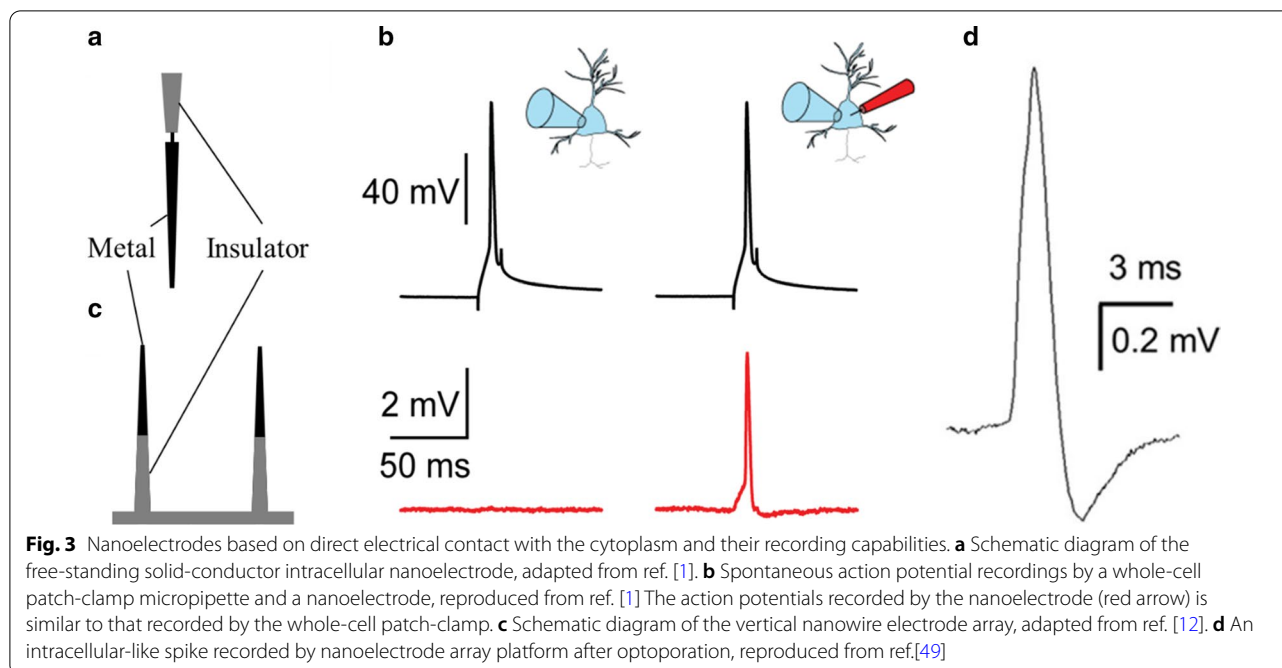 a
b
d
40 mV
Metal
Insulator
3 ms
0.2 mV
c
2 mV
50 ms
Fig. 3 Nanoelectrodes based on direct electrical contact with the cytoplasm and their recording capabilities. a Schematic diagram of the
free-standing solid-conductor intracellular nanoelectrode, adapted from ref. [1]. b Spontaneous action potential recordings by a whole-cell
patch-clamp micropipette and a nanoelectrode, reproduced from ref. [1] The action potentials recorded by the nanoelectrode (red arrow) is
similar to that recorded by the whole-cell patch-clamp. c Schematic diagram of the vertical nanowire electrode array, adapted from ref. [12]. d An
intracellular-like spike recorded by nanoelectrode array platform after optoporation, reproduced from ref.[49]